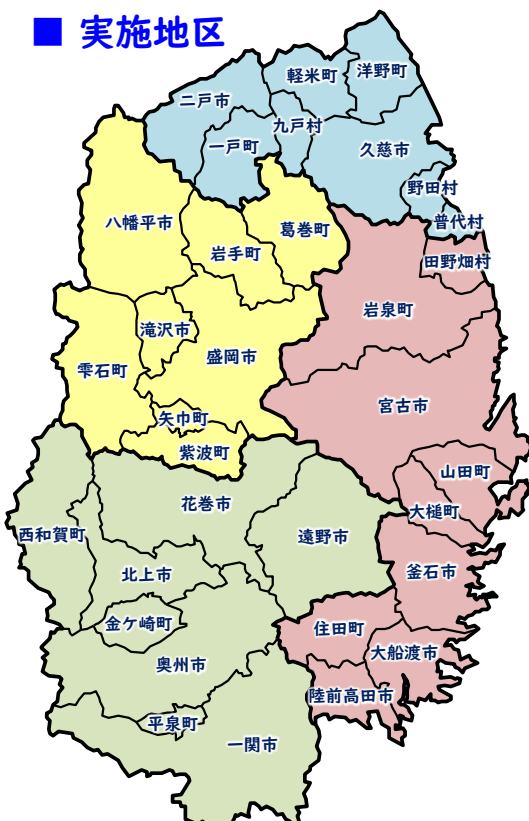 ■ 実施地区
洋野町
軽米町
二戸市
九戸村
一戸町
久慈市
野田村
普代村
八幡平市
葛巻町
岩手町
田野畑村
岩泉町
滝沢市
盛岡市
雫石町
宮古市
矢巾町
紫波町
山田町
花巻市
大槌町
西和賀町
遠野市
釜石市
北上市
金ケ崎町
住田町
大船渡市
奥州市
陸前高田市
平泉町
一関市